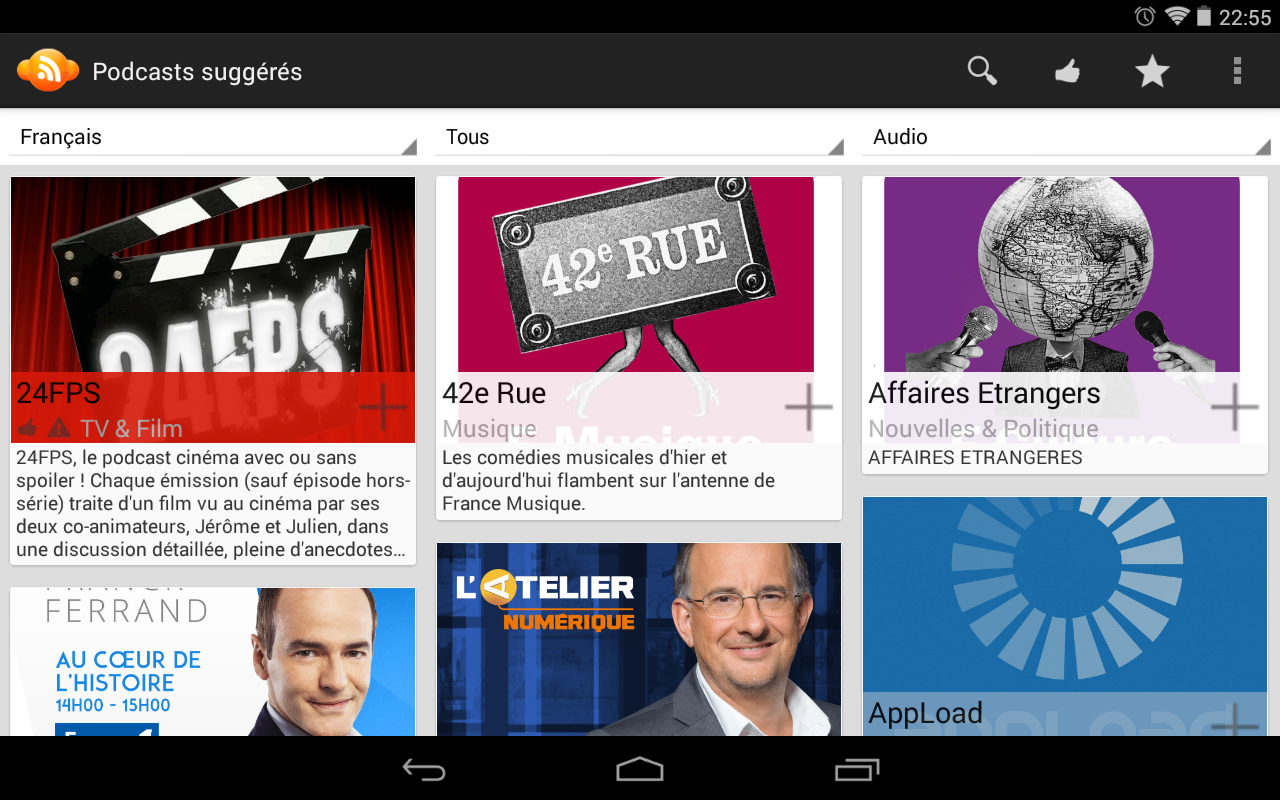 22:55
Podcasts suggérés
Français
Tous
Audio
24FPS
24FPS
TV & Film
24FPS, le podcast cinéma avec ou sans
spoiler ! Chaque émission (sauf épisode hors-
série) traite d'un film vu au cinéma par ses
deux co-animateurs, Jérôme et Julien, dans
une discussion détaillée, pleine d'anecdotes...
42e RUE
42e Rue
Musique
Musique
Les comédies musicales d'hier et
d'aujourd'hui flambent sur l'antenne de
France Musique.
Affaires Etrangers
Nouvelles & Politique
Culture
AFFAIRES ETRANGERES
FRANCK
FERRAND
AU CŒUR DE
L'HISTOIRE
14H00 - 15H00
L'ATELIER
NUMÉRIQUE
AppLoad
APPLOAD